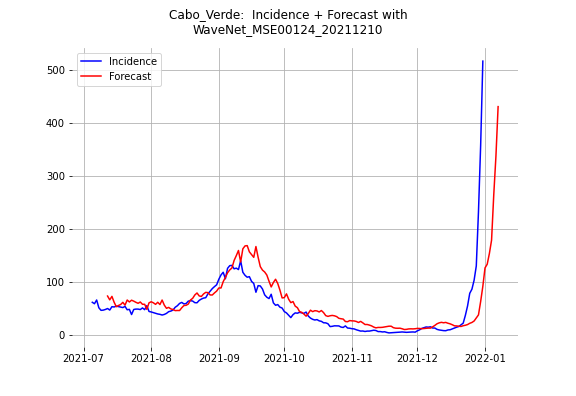 Cabo_Verde:  Incidence + Forecast with
WaveNet_MSE00124_20211210
Incidence
Forecast
500
400
300
200
100
0
2021-07 2021-08 2021-09 2021-10 2021-11 2021-12 2022-01